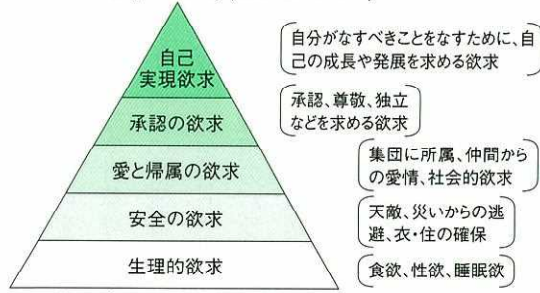 自己
実現欲求
自分がなすべきことをなすために、自
己の成長や発展を求める欲求
承認の欲求
承認、尊敬、独立
などを求める欲求
愛と帰属の欲求
集団に所属、仲間から
の愛情、社会的欲求
安全の欲求
天敵、災いからの逃
避、衣・住の確保
生理的欲求
食欲、性欲、睡眠欲